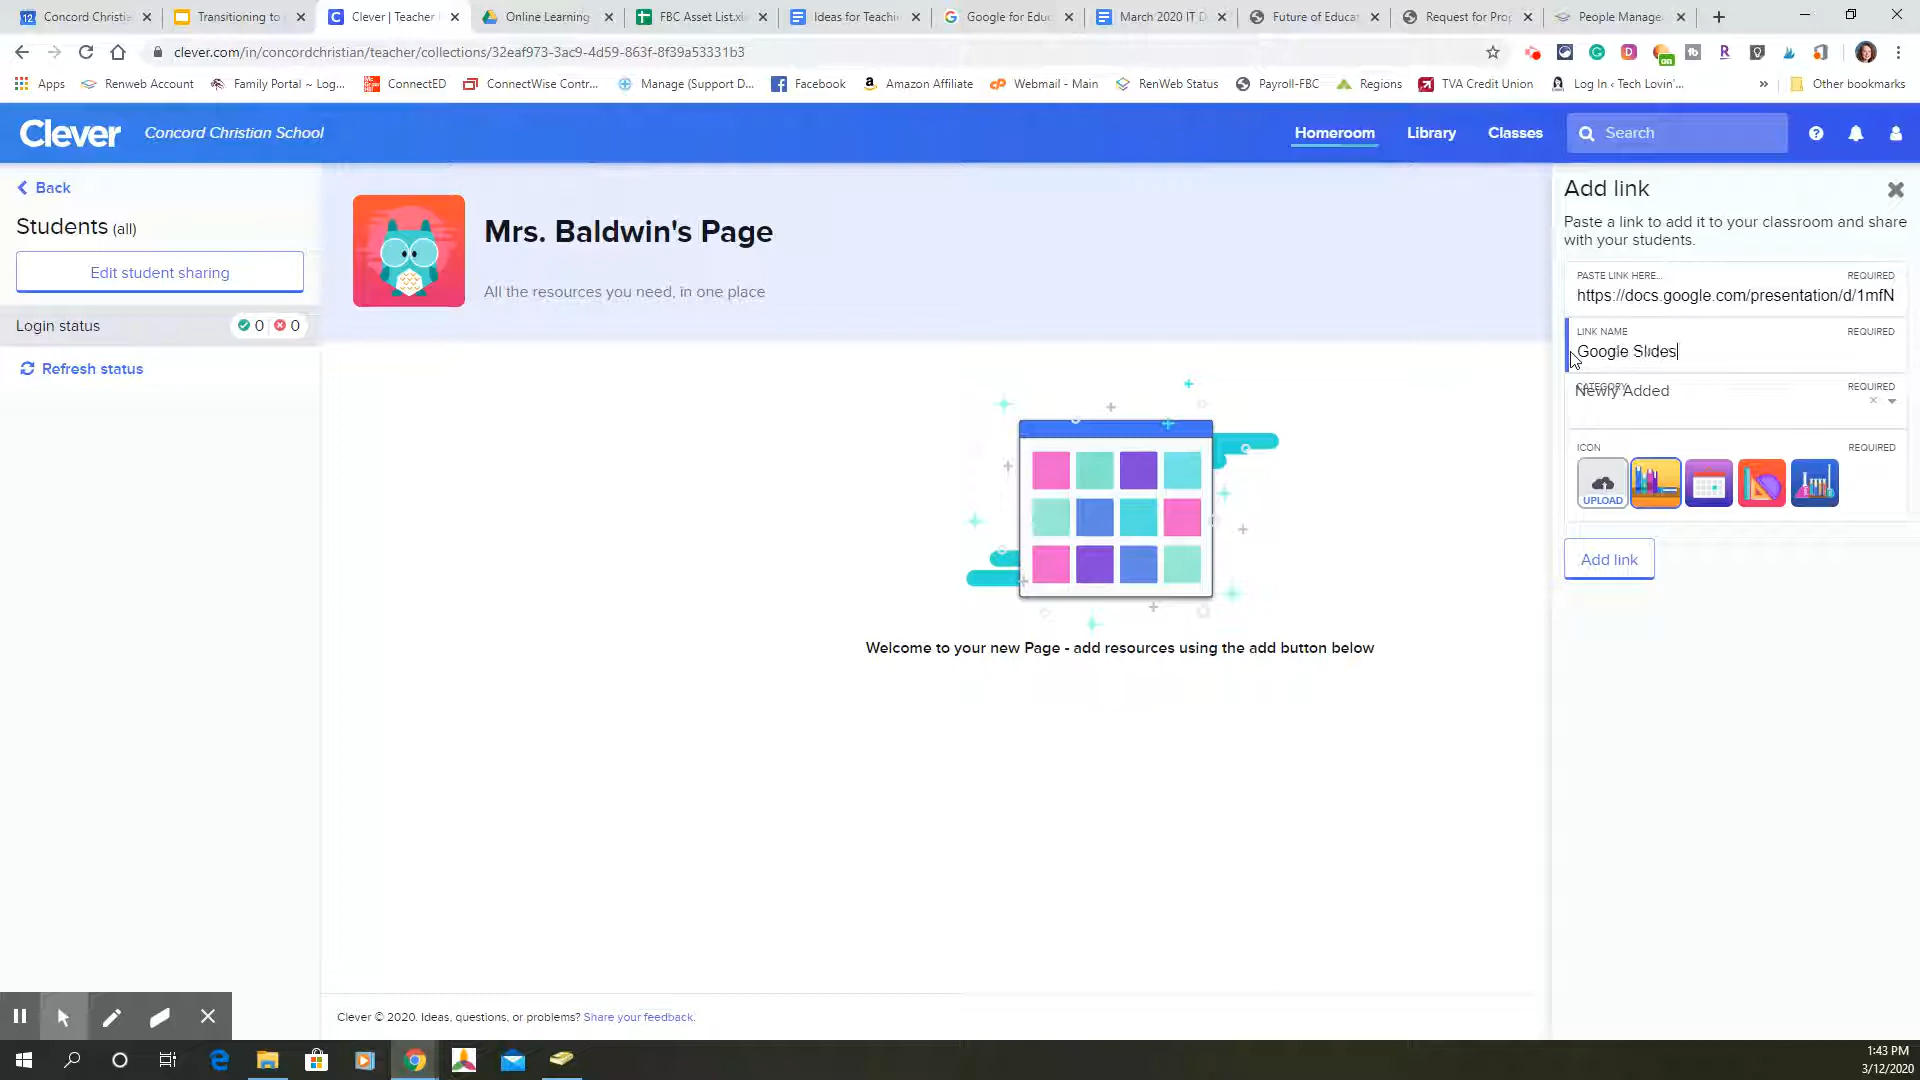 Concord Christia
Transitioning to
Clever | Teacher
Online Learning
FBC Asset List.xl
Ideas for Teachi
Google for Educ
March 2020 IT D
Future of Educat
Request for Prop
People Manage
clever.com/in/concordchristian/teacher/collections/32eaf973-3ac9-4d59-863f-8f39a53331b3
Apps
Renweb Account
Family Portal ~ Log...
ConnectED
ConnectWise Contr...
Manage (Support D...
Facebook
Amazon Affiliate
Webmail - Main
RenWeb Status
Payroll-FBC
Regions
TVA Credit Union
Log In ‹ Tech Lovin'...
»
Other bookmarks
Clever
Concord Christian School
Homeroom
Library
Classes
Search
Back
Students (all)
Edit student sharing
Login status
0
0
Refresh status
Mrs. Baldwin's Page
All the resources you need, in one place
Welcome to your new Page - add resources using the add button below
Add link
Paste a link to add it to your classroom and share
with your students.
PASTE LINK HERE... REQUIRED
https://docs.google.com/presentation/d/1mfN
LINK NAME REQUIRED
Google Slides
CATEGORY REQUIRED
Newly Added
ICON REQUIRED
UPLOAD
Add link
Clever © 2020. Ideas, questions, or problems? Share your feedback.
1:43 PM
3/12/2020